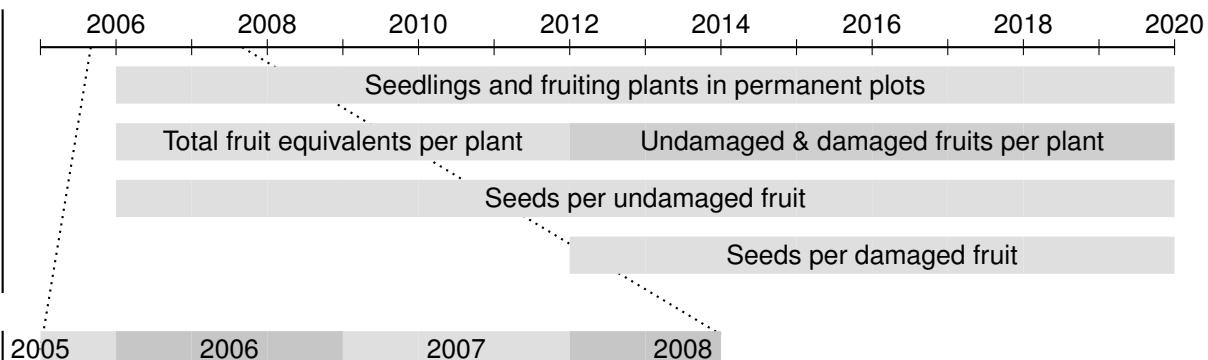 2006 2008 2010 2012 2014 2016 2018 2020
Seedlings and fruiting plants in permanent plots
Total fruit equivalents per plant Undamaged & damaged fruits per plant
Seeds per undamaged fruit
Seeds per damaged fruit
2005 2006 2007 2008